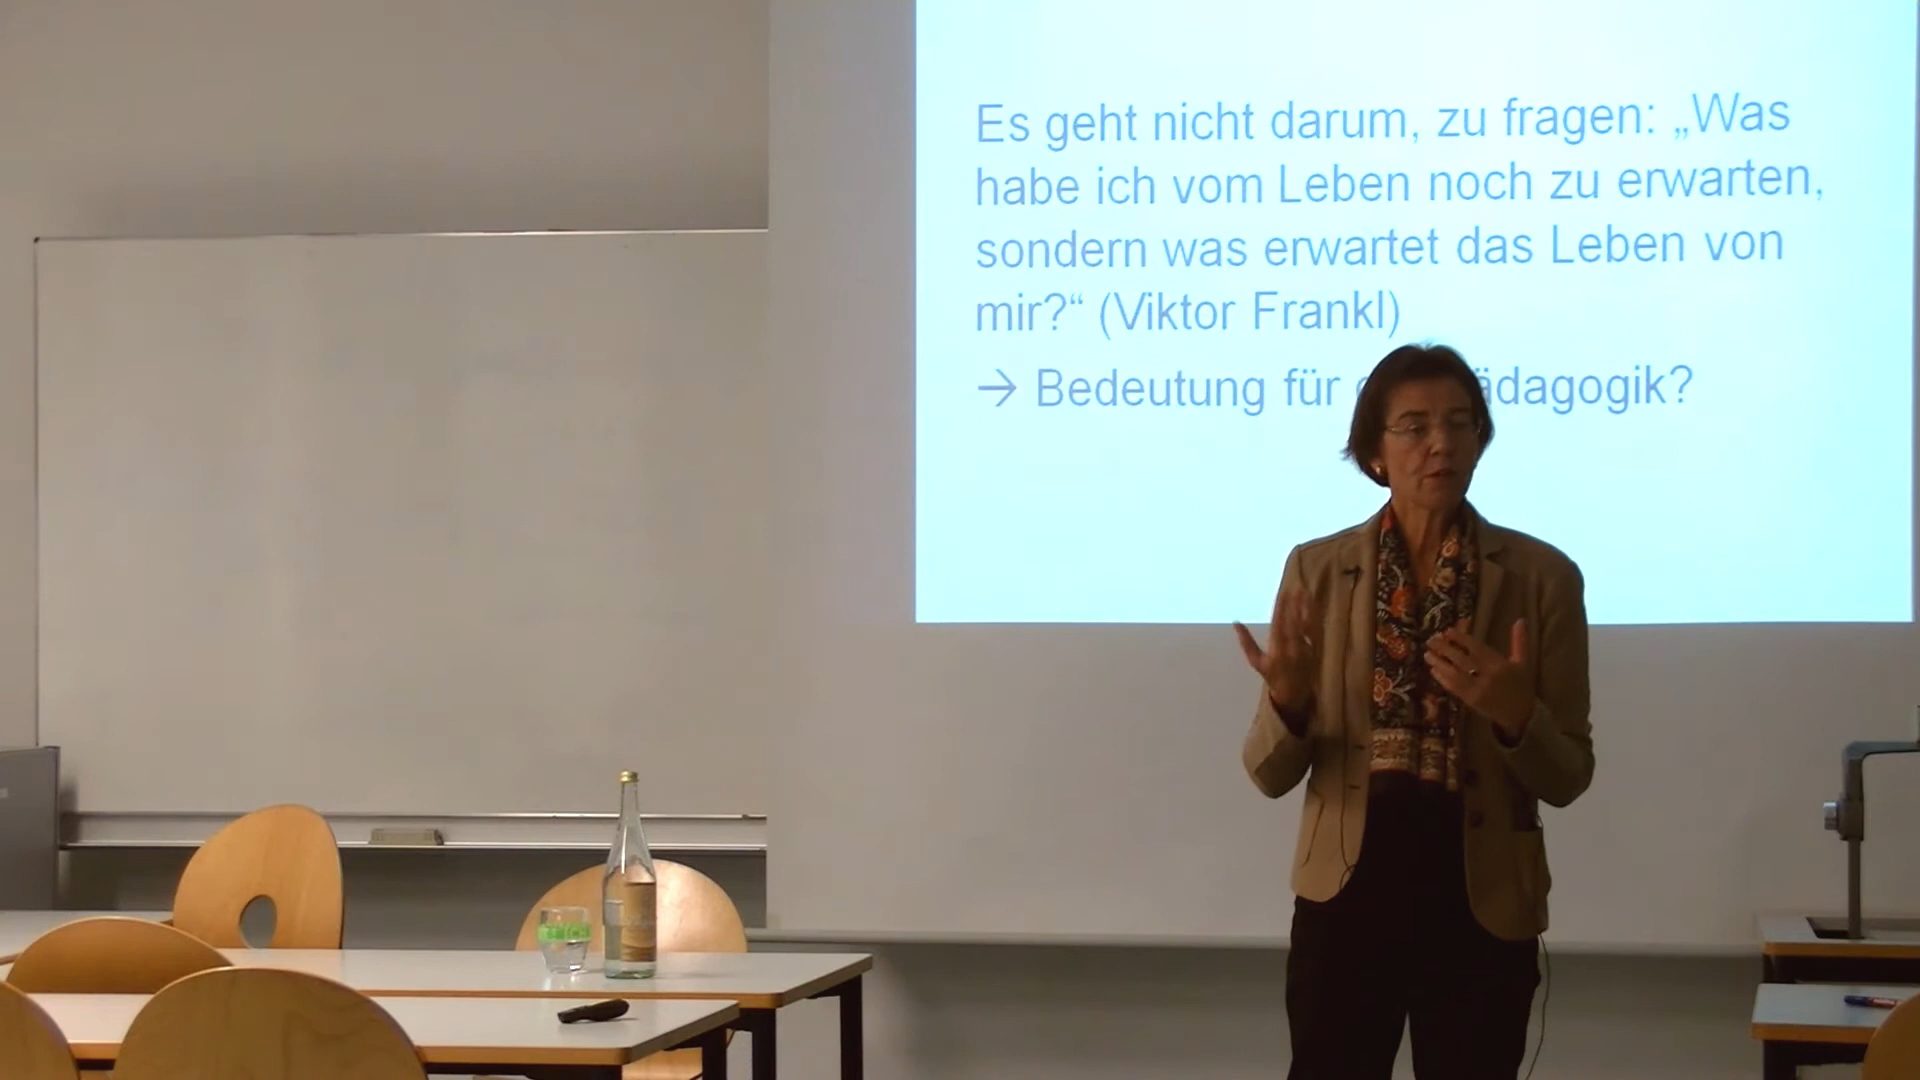 Es geht nicht darum, zu fragen: „Was
habe ich vom Leben noch zu erwarten,
sondern was erwartet das Leben von
mir?“ (Viktor Frankl)
→ Bedeutung für ädagogik?